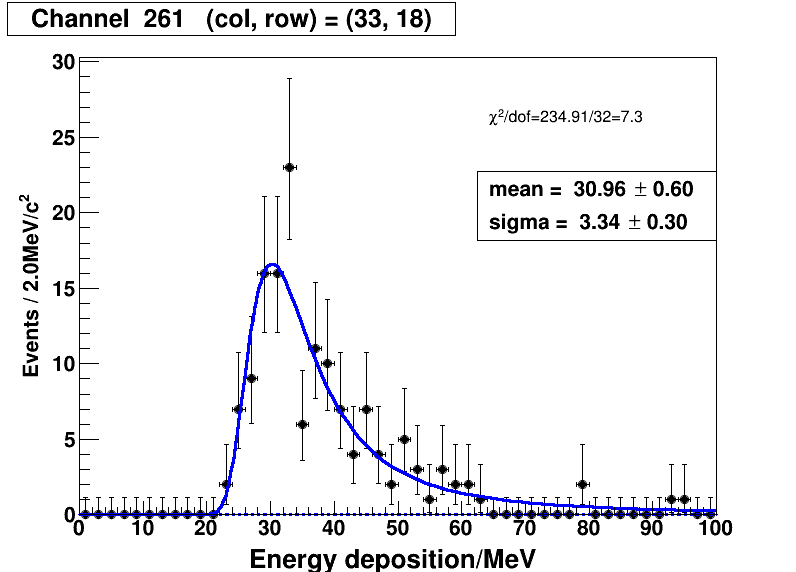 Channel 261 (col, row) = (33, 18)
χ²/dof=234.91/32=7.3
mean = 30.96 ± 0.60
sigma = 3.34 ± 0.30
Events / 2.0MeV/c²
30
25
20
15
10
5
0
0 10 20 30 40 50 60 70 80 90 100
Energy deposition/MeV